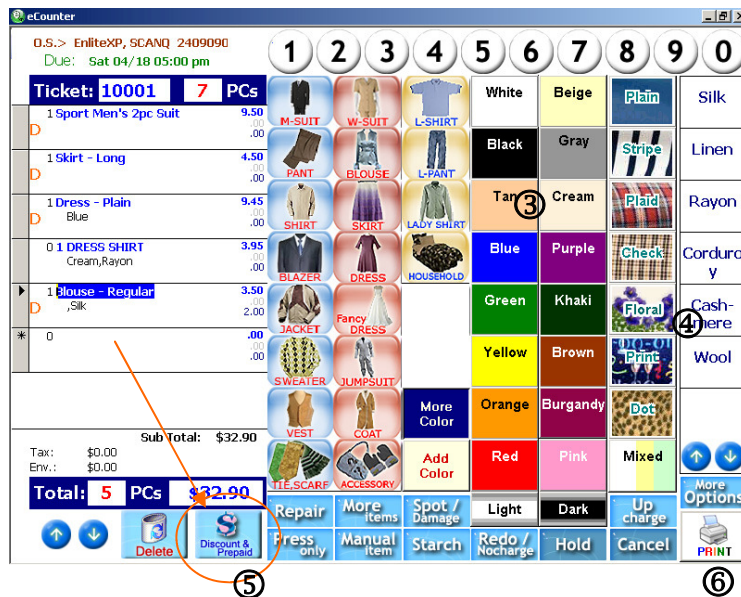 eCounter
O.S.> EnliteXP, SCANQ 2409090
Due: Sat 04/18 05:00 pm
1 2 3 4 5 6 7 8 9 0
Ticket: 10001 7 PCs
1 Sport Men's 2pc Suit 9.50
.00
D .00
1 Skirt - Long 4.50
.00
D .00
1 Dress - Plain 9.45
Blue .00
D .00
0 1 DRESS SHIRT 3.95
Cream,Rayon .00
.00
1 Blouse - Regular 3.50
,Silk .00
D 2.00
* 0 .00
.00
.00
Sub Total: $32.90
Tax: $0.00
Env.: $0.00
Total: 5 PCs $32.90
Delete
Discount &
Prepaid
⑤
M-SUIT W-SUIT L-SHIRT
PANT BLOUSE L-PANT
SHIRT SKIRT LADY SHIRT
BLAZER DRESS HOUSEHOLD
JACKET Fancy DRESS
SWEATER JUMPSUIT
VEST COAT
TIE,SCARF ACCESSORY
More
Color
Add
Color
White Beige Plain Silk
Black Gray Stripe Linen
Tan ③ Cream Plaid Rayon
Blue Purple Check Corduro
y
Green Khaki Floral ④ Cash-
mere
Yellow Brown Print Wool
Orange Burgandy Dot
Red Pink Mixed
Light Dark
More
Options
Repair More
items Spot /
Damage Up
charge
Press
only Manual
item Starch Redo /
Nocharge Hold Cancel
PRINT
⑥